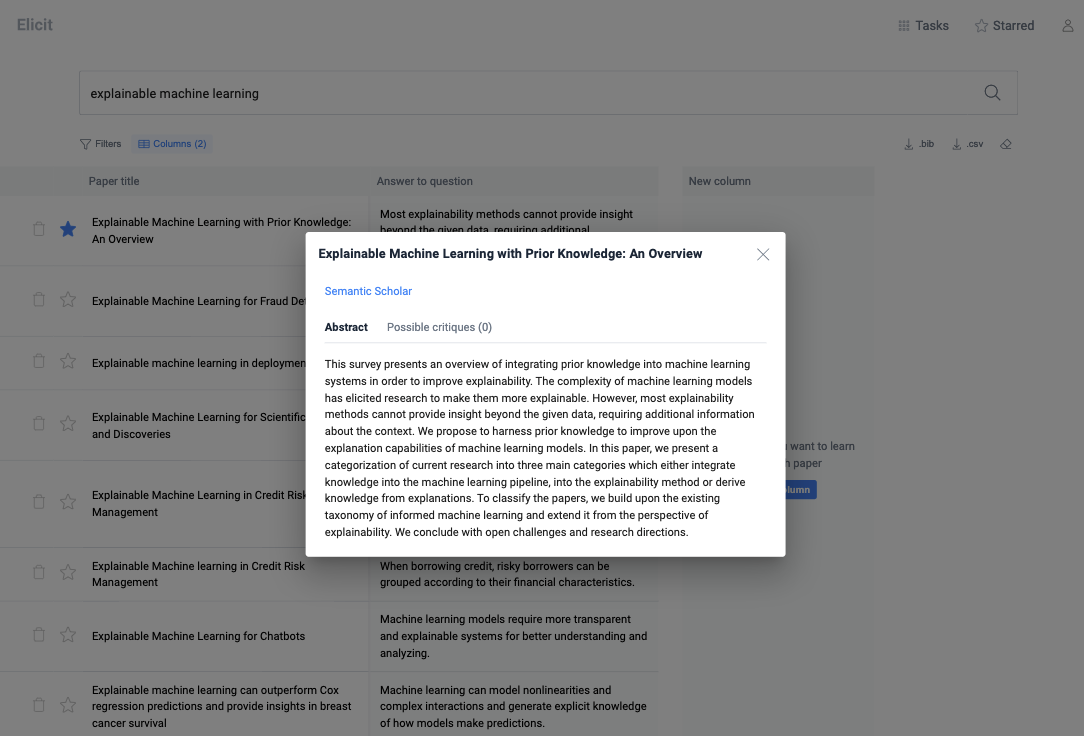 Elicit
Tasks
Starred
explainable machine learning
Filters
Columns (2)
.bib
.csv
Paper title
Answer to question
New column
Explainable Machine Learning with Prior Knowledge:
An Overview
Most explainability methods cannot provide insight
beyond the given data, requiring additional
Explainable Machine Learning for Fraud
Explainable machine learning in
Explainable Machine Learning for Scientific
and Discoveries
Explainable Machine Learning in Credit Risk
Management
Explainable Machine learning in Credit Risk
Management
When borrowing credit, risky borrowers can be
grouped according to their financial characteristics.
Explainable Machine Learning for Chatbots
Machine learning models require more transparent
and explainable systems for better understanding and
analyzing.
Explainable machine learning can outperform Cox
regression predictions and provide insights in breast
cancer survival
Machine learning can model nonlinearities and
complex interactions and generate explicit knowledge
of how models make predictions.
want to learn
paper
Explainable Machine Learning with Prior Knowledge: An Overview
Semantic Scholar
Abstract
Possible critiques (0)
This survey presents an overview of integrating prior knowledge into machine learning
systems in order to improve explainability. The complexity of machine learning models
has elicited research to make them more explainable. However, most explainability
methods cannot provide insight beyond the given data, requiring additional information
about the context. We propose to harness prior knowledge to improve upon the
explanation capabilities of machine learning models. In this paper, we present a
categorization of current research into three main categories which either integrate
knowledge into the machine learning pipeline, into the explainability method or derive
knowledge from explanations. To classify the papers, we build upon the existing
taxonomy of informed machine learning and extend it from the perspective of
explainability. We conclude with open challenges and research directions.